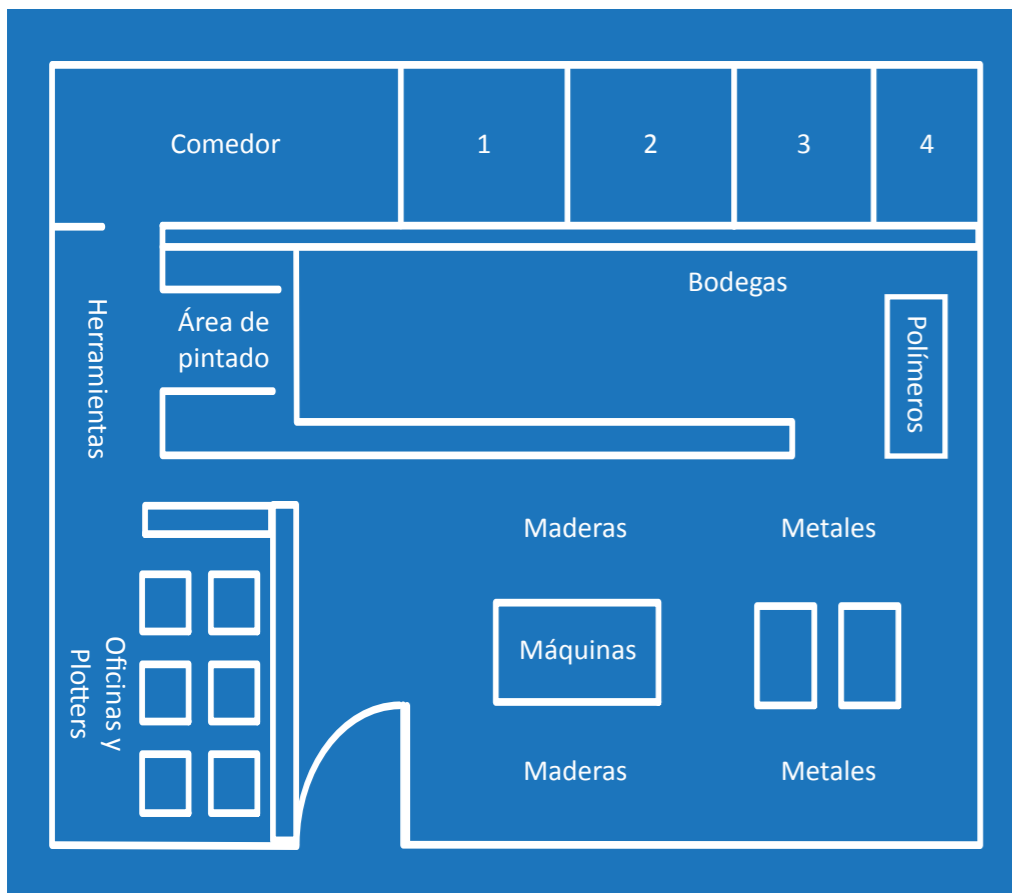 Comedor
1
2
3
4
Bodegas
Herramientas
Área de
pintado
Polímeros
Maderas
Metales
Máquinas
Oficinas y
Plotters
Maderas
Metales